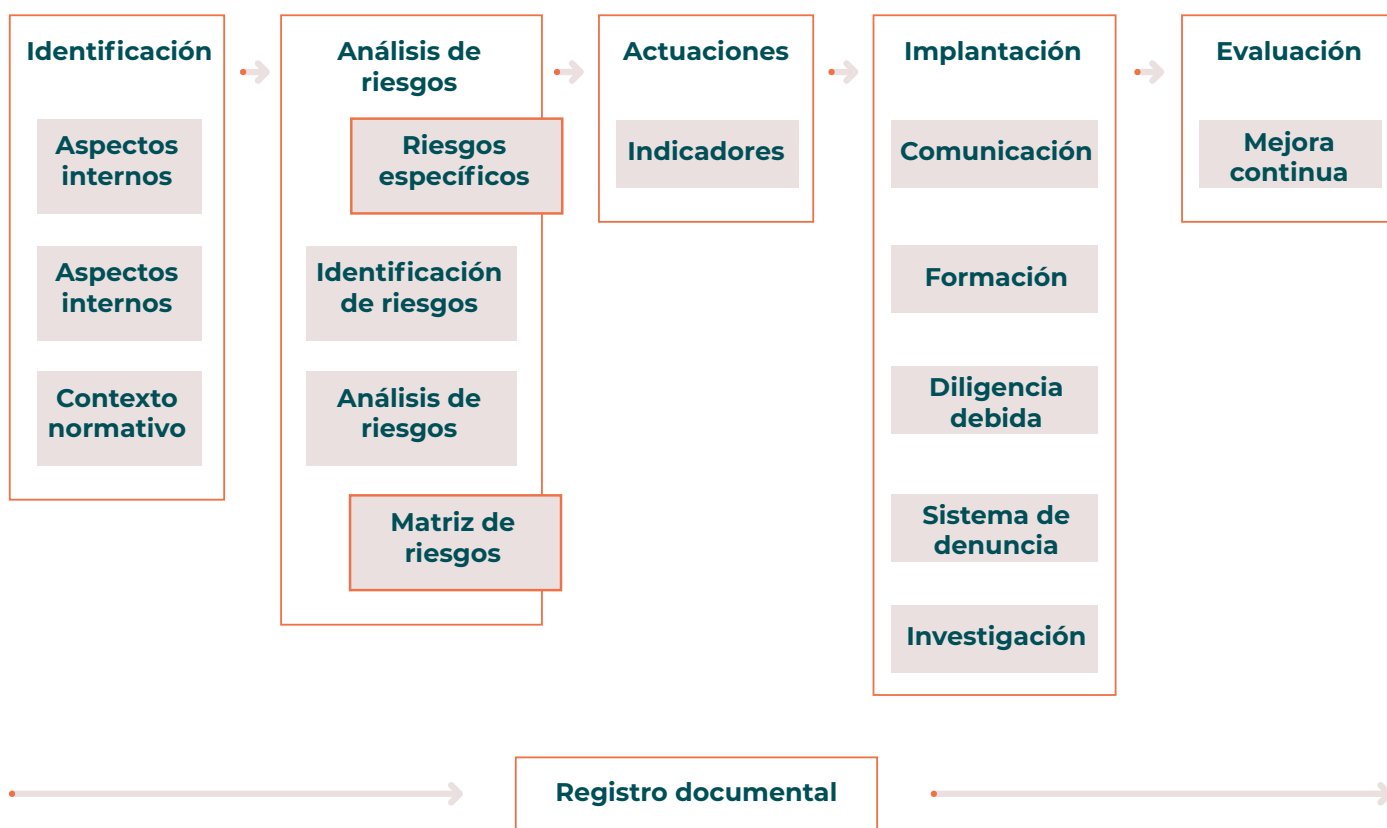 Identificación
Aspectos
internos
Aspectos
internos
Contexto
normativo
Análisis de
riesgos
Riesgos
específicos
Identificación
de riesgos
Análisis de
riesgos
Matriz de
riesgos
Actuaciones
Indicadores
Implantación
Comunicación
Formación
Diligencia
debida
Sistema de
denuncia
Investigación
Evaluación
Mejora
continua
Registro documental